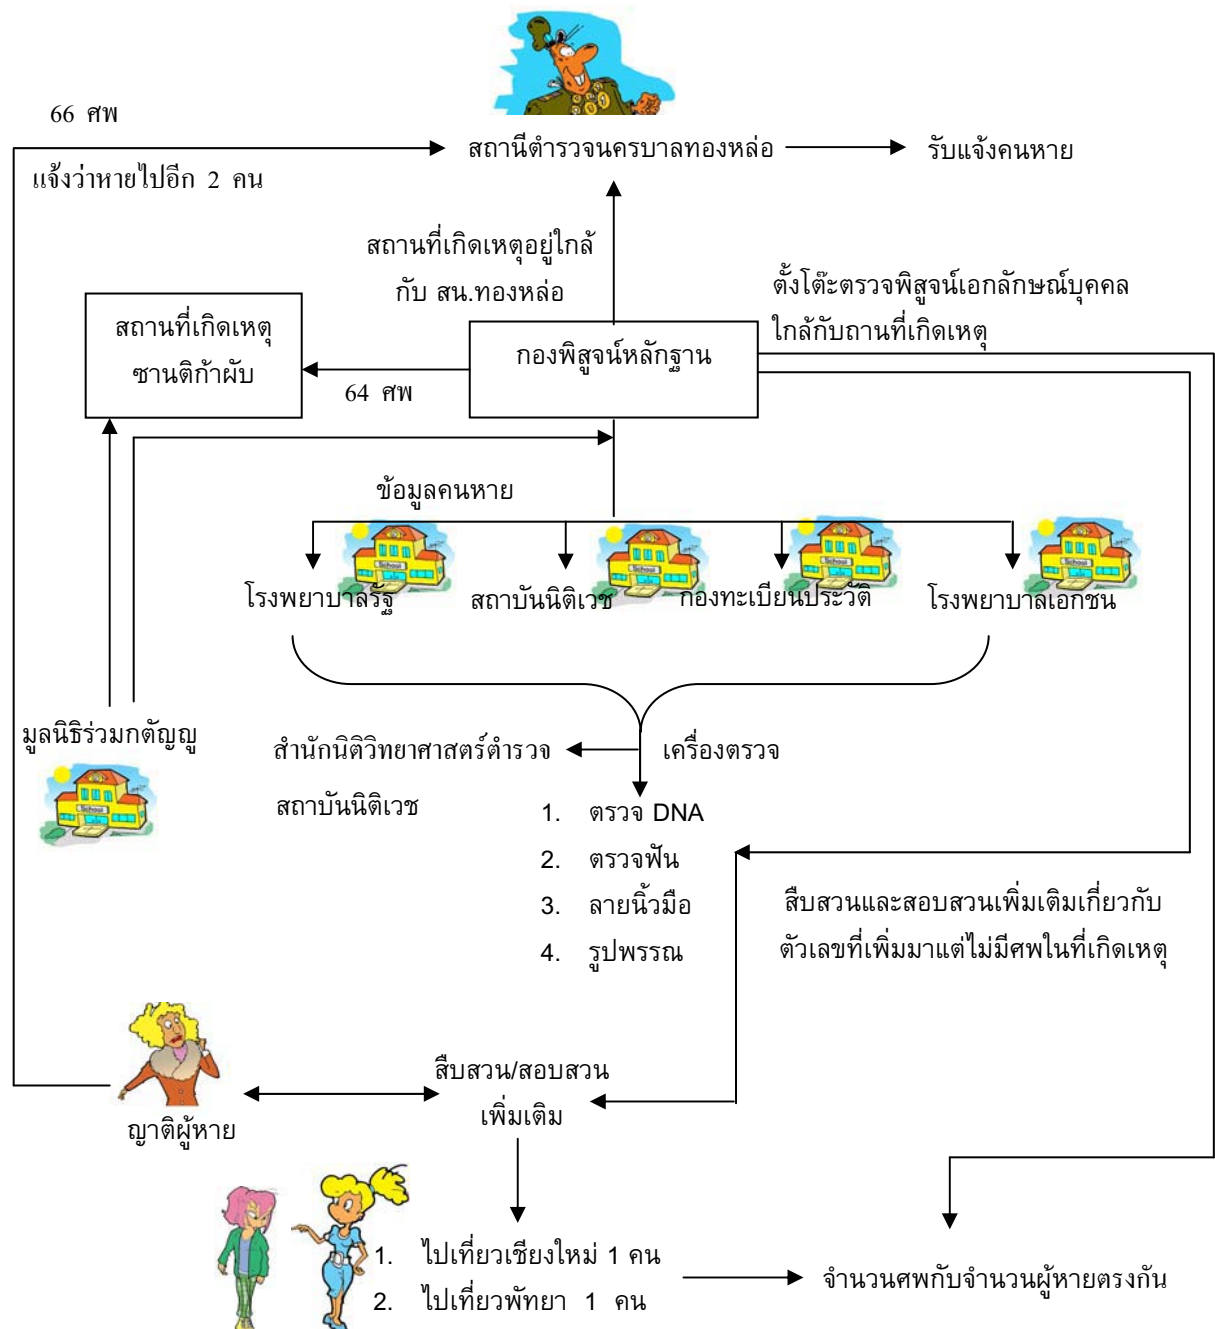 66 ศพ
สถานีตำรวจนครบาลทองหล่อ
รับแจ้งคนหาย
แจ้งว่าหายไปอีก 2 คน
สถานที่เกิดเหตุอยู่ใกล้
กับ สน.ทองหล่อ
ตั้งโต๊ะตรวจพิสูจน์เอกลักษณ์บุคคล
ใกล้กับถานที่เกิดเหตุ
สถานที่เกิดเหตุ
ซานติก้าผับ
กองพิสูจน์หลักฐาน
64 ศพ
ข้อมูลคนหาย
School
School
School
School
โรงพยาบาลรัฐ
สถาบันนิติเวช
กองทะเบียนประวัติ
โรงพยาบาลเอกชน
มูลนิธิร่วมกตัญญู
School
สำนักนิติวิทยาศาสตร์ตำรวจ
เครื่องตรวจ
สถาบันนิติเวช
1. ตรวจ DNA
2. ตรวจฟัน
3. ลายนิ้วมือ
4. รูปพรรณ
สืบสวนและสอบสวนเพิ่มเติมเกี่ยวกับ
ตัวเลขที่เพิ่มมาแต่ไม่มีศพในที่เกิดเหตุ
ญาติผู้หาย
สืบสวน/สอบสวน
เพิ่มเติม
1. ไปเที่ยวเชียงใหม่ 1 คน
2. ไปเที่ยวพัทยา 1 คน
จำนวนศพกับจำนวนผู้หายตรงกัน